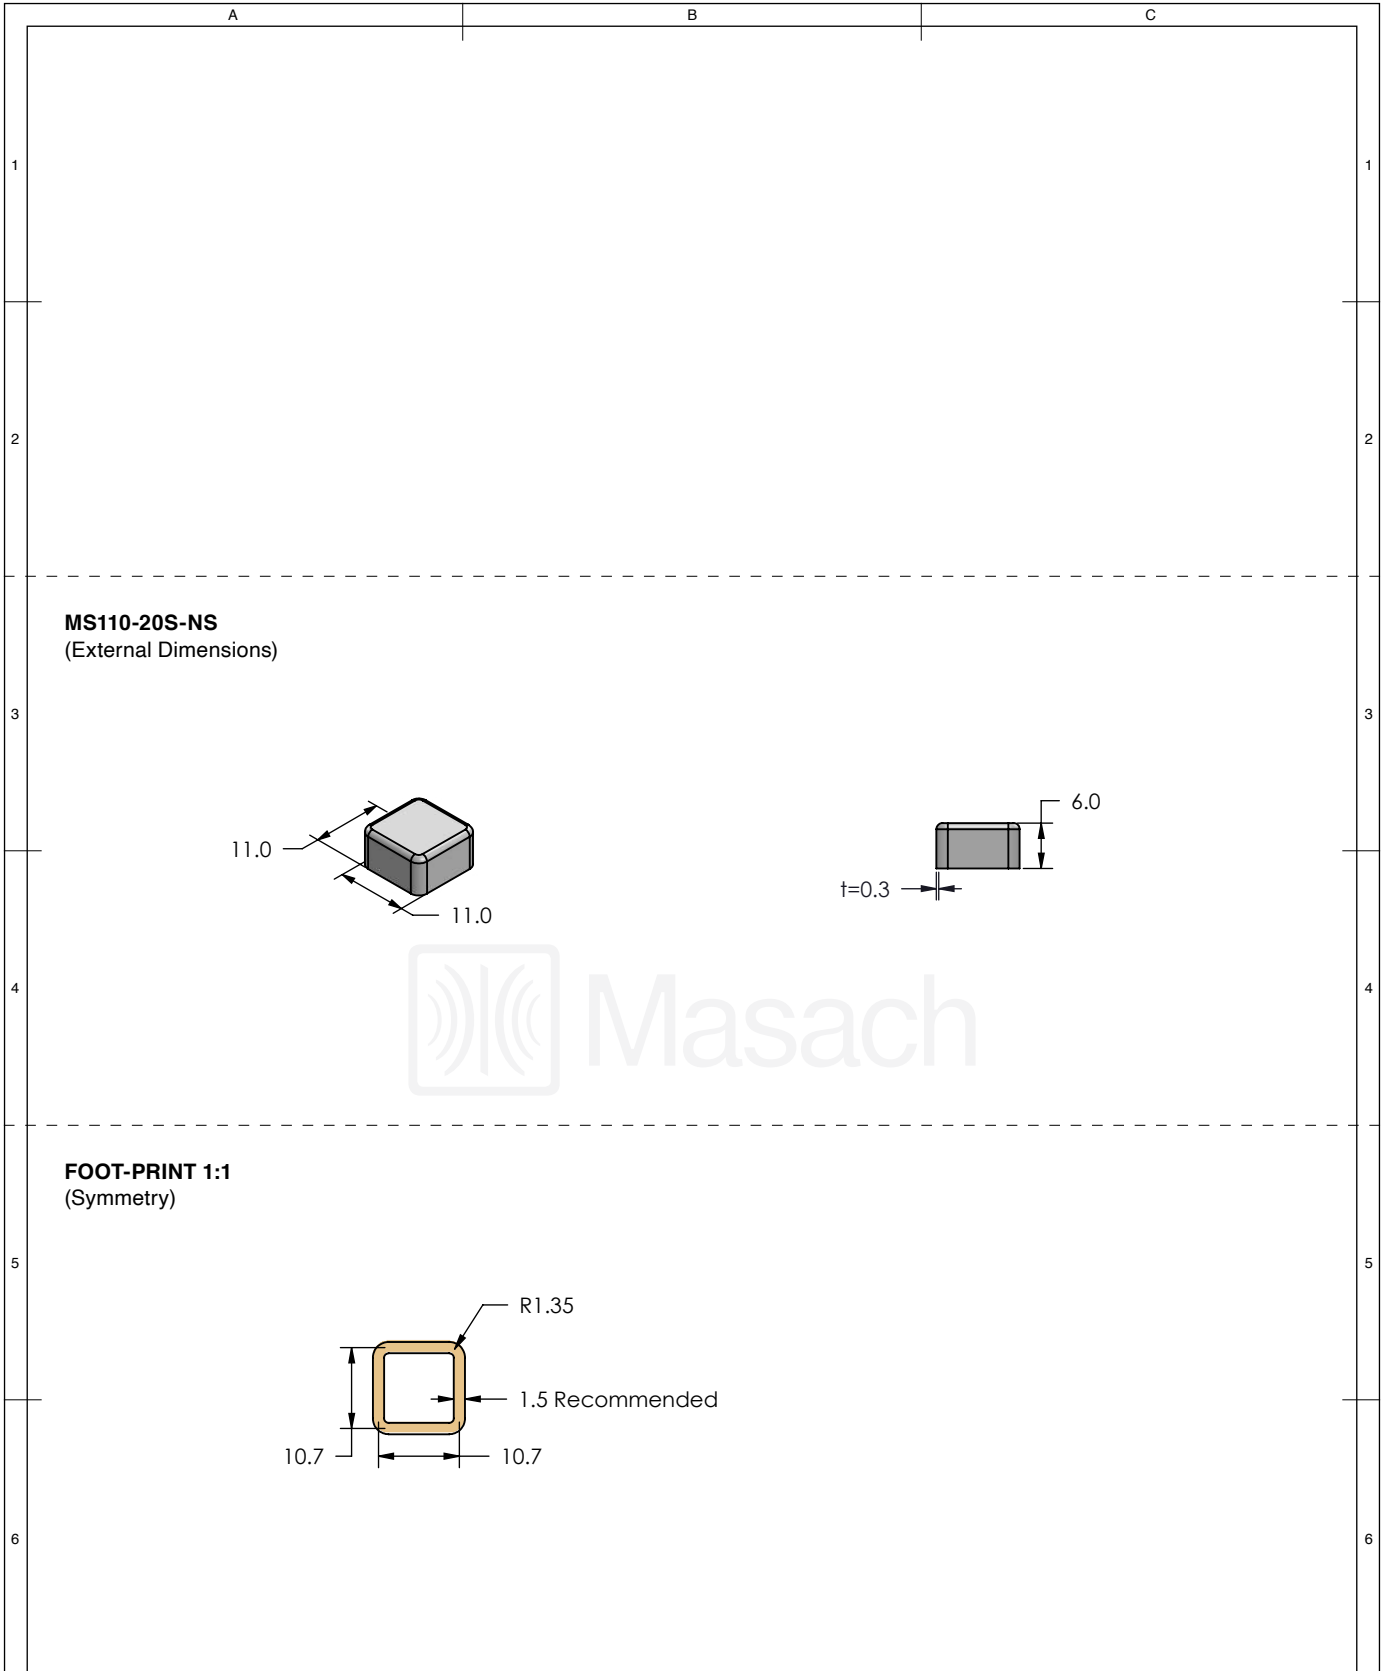 A
B
C
1
1
2
2
MS110-20S-NS
(External Dimensions)
3
3
6.0
11.0
t=0.3
11.0
Masach
4
4
FOOT-PRINT 1:1
(Symmetry)
5
5
R1.35
1.5 Recommended
10.7
10.7
6
6